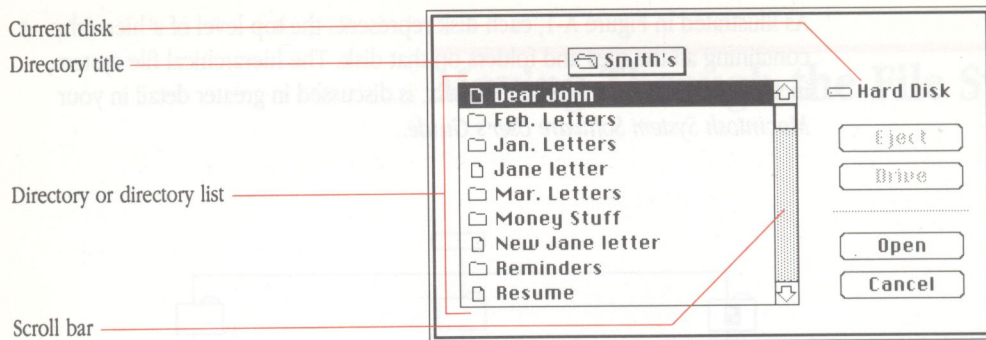 Current disk
Directory title
Smith's
Dear John
Hard Disk
Feb. Letters
Jan. Letters
Eject
Jane letter
Drive
Directory or directory list
Mar. Letters
Money Stuff
New Jane letter
Open
Reminders
Cancel
Resume
Scroll bar